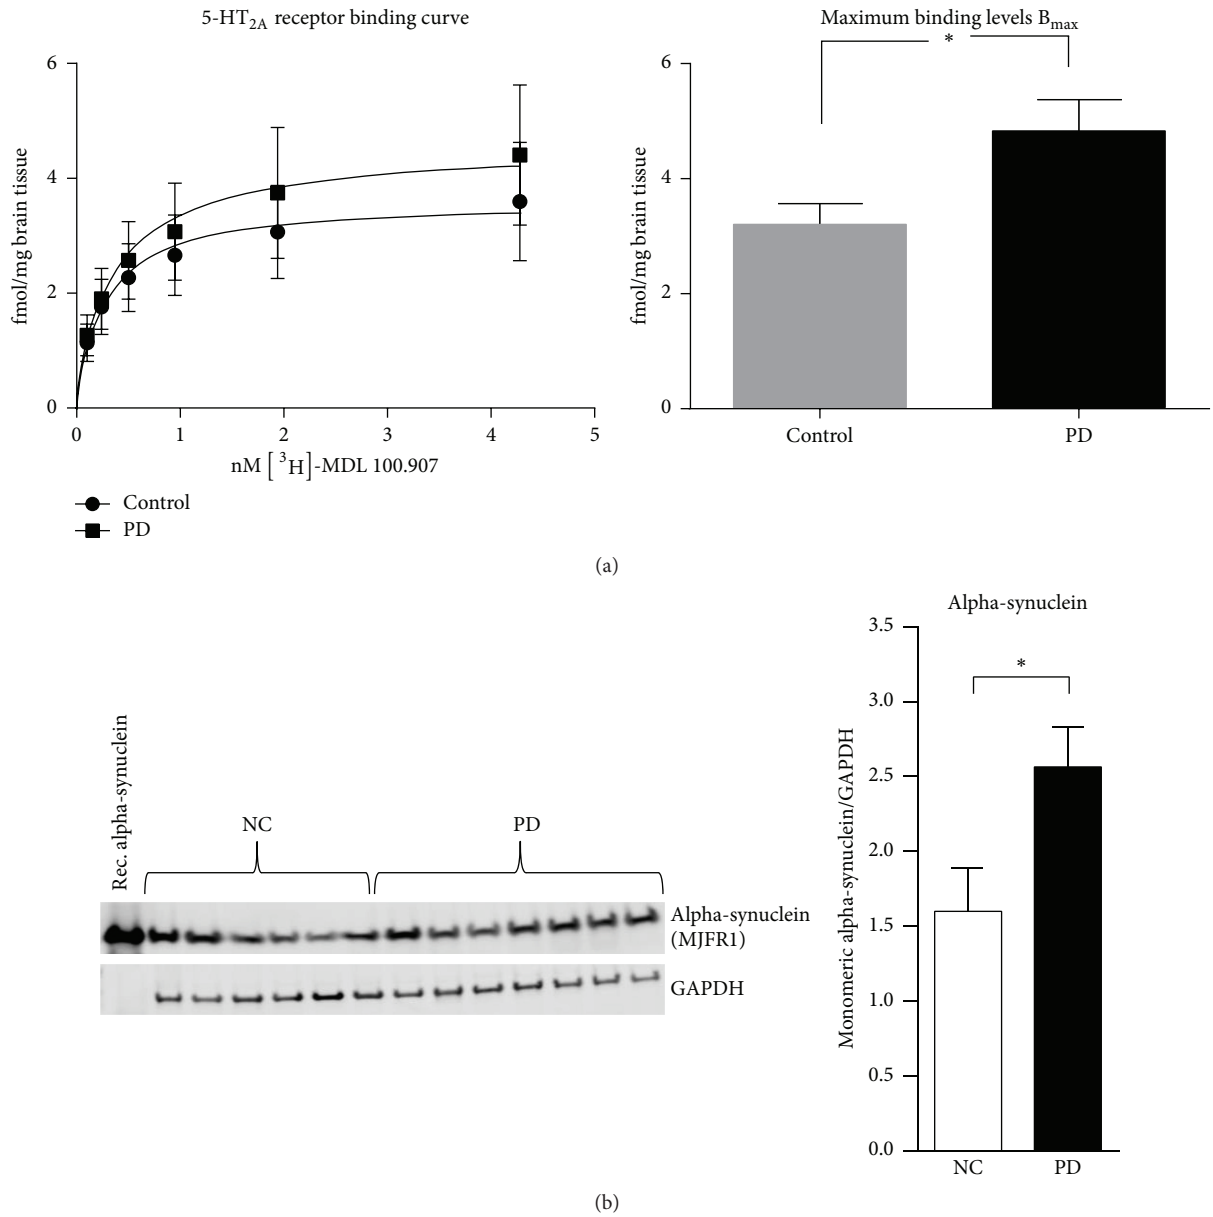 5-HT2A receptor binding curve
6
4
2
0
fmol/mg brain tissue
0 1 2 3 4 5
nM [3H]-MDL 100.907
Control
PD
Maximum binding levels Bmax
*
6
4
2
0
fmol/mg brain tissue
Control PD
(a)
Rec. alpha-synuclein
NC PD
Alpha-synuclein
(MJFR1)
GAPDH
Alpha-synuclein
3.5
3.0
2.5
2.0
1.5
1.0
0.5
0.0
*
Monomeric alpha-synuclein/GAPDH
NC PD
(b)